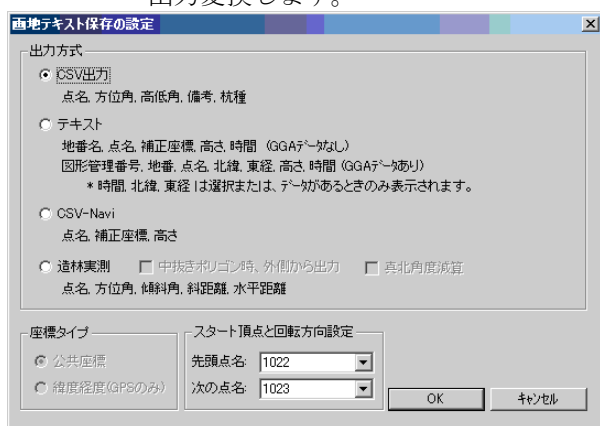 出力変換します。
画地テキスト保存の設定
出力方式
CSV出力
点名, 方位角, 高低角, 備考, 杭種
テキスト
地番名, 点名, 補正座標, 高さ, 時間 (GGAデータなし)
図形管理番号, 地番, 点名, 北緯, 東経, 高さ, 時間 (GGAデータあり)
* 時間, 北緯, 東経 は選択または、データがあるときのみ表示されます。
CSV-Navi
点名, 補正座標, 高さ
造林実測 中抜きポリゴン時、外側から出力 真北角度減算
点名, 方位角, 傾斜角, 斜距離, 水平距離
座標タイプ
公共座標
緯度経度(GPSのみ)
スタート頂点と回転方向設定
先頭点名: 1022
次の点名: 1023
OK キャンセル